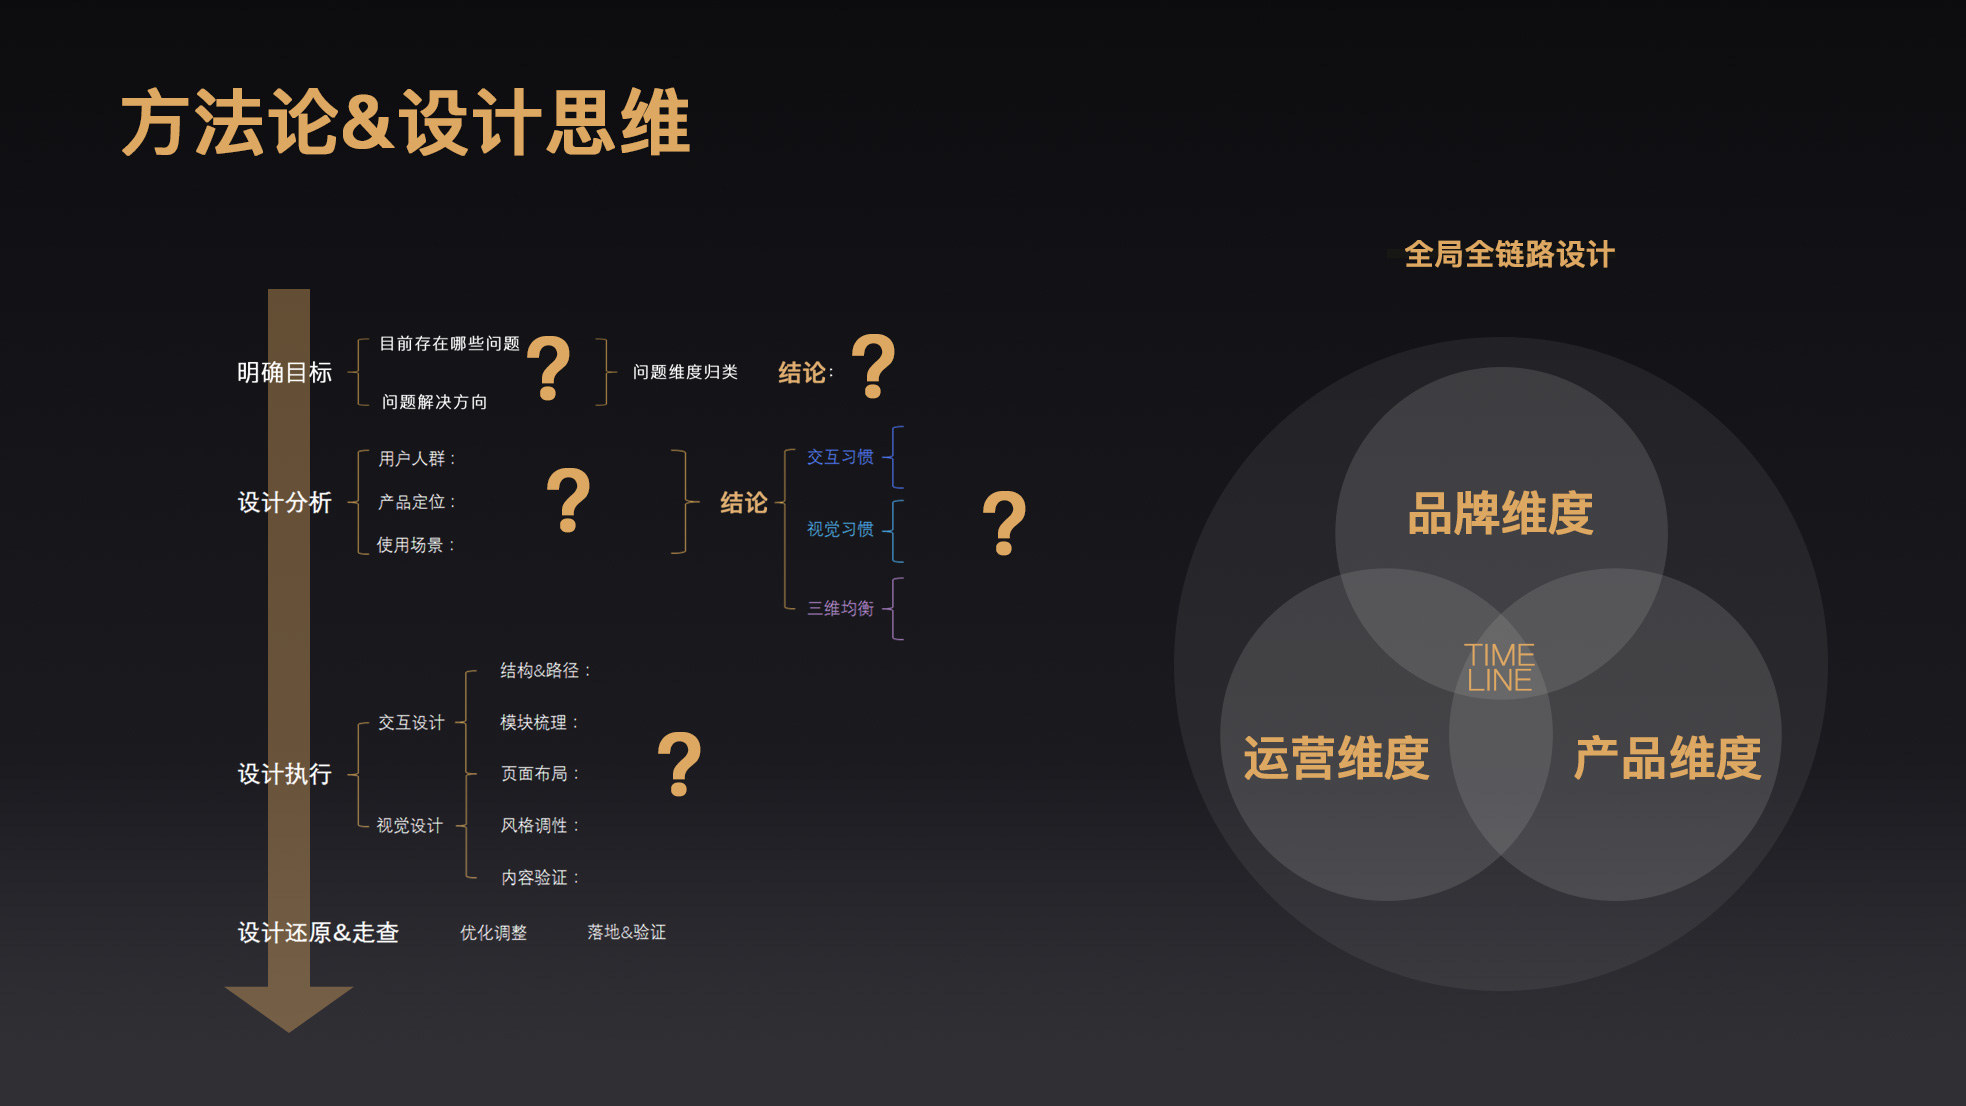 方法论&设计思维
全局全链路设计
明确目标
目前存在哪些问题
问题解决方向
?
问题维度归类
结论:
?
设计分析
用户人群：
产品定位：
使用场景：
?
结论
交互习惯
视觉习惯
三维均衡
?
设计执行
交互设计
视觉设计
结构&路径：
模块梳理：
页面布局：
风格调性：
内容验证：
?
设计还原&走查
优化调整
落地&验证
品牌维度
TIME
LINE
运营维度
产品维度